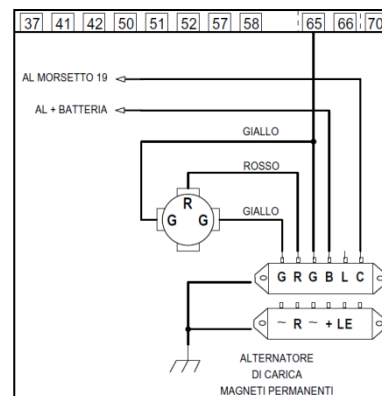 37 41 42 50 51 52 57 58 65 66 70
AL MORSETTO 19
AL + BATTERIA
GIALLO
ROSSO
R
G G
GIALLO
G R G B L C
~ R ~ + LE
ALTERNATORE
DI CARICA
MAGNETI PERMANENTI